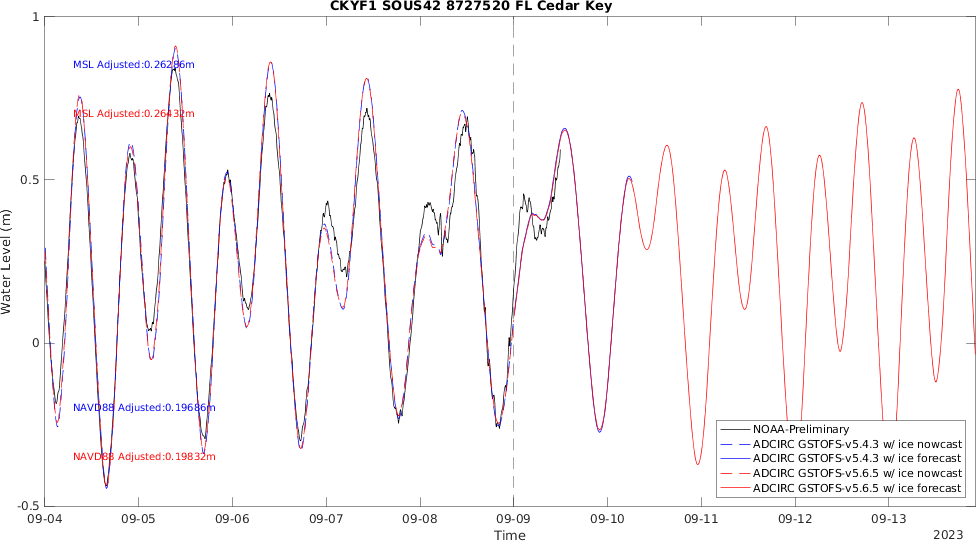 CKYF1 SOUS42 8727520 FL Cedar Key
1
MSL Adjusted:0.26286m
MSL Adjusted:0.26432m
0.5
Water Level (m)
0
NAVD88 Adjusted:0.19686m
NAVD88 Adjusted:0.19832m
-0.5
NOAA-Preliminary
ADCIRC GSTOFS-v5.4.3 w/ ice nowcast
ADCIRC GSTOFS-v5.4.3 w/ ice forecast
ADCIRC GSTOFS-v5.6.5 w/ ice nowcast
ADCIRC GSTOFS-v5.6.5 w/ ice forecast
09-04 09-05 09-06 09-07 09-08 09-09 09-10 09-11 09-12 09-13
Time
2023